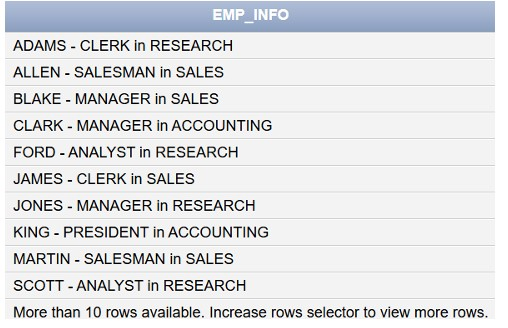 EMP_INFO
ADAMS - CLERK in RESEARCH
ALLEN - SALESMAN in SALES
BLAKE - MANAGER in SALES
CLARK - MANAGER in ACCOUNTING
FORD - ANALYST in RESEARCH
JAMES - CLERK in SALES
JONES - MANAGER in RESEARCH
KING - PRESIDENT in ACCOUNTING
MARTIN - SALESMAN in SALES
SCOTT - ANALYST in RESEARCH
More than 10 rows available. Increase rows selector to view more rows.